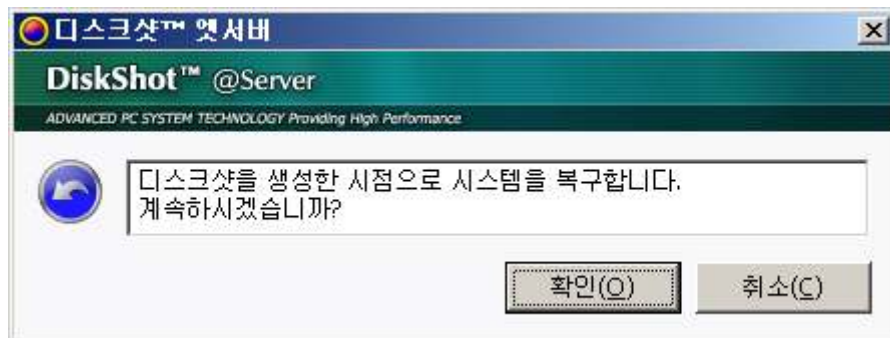 디스크샷™ 앳서버
DiskShot™ @Server
ADVANCED PC SYSTEM TECHNOLOGY Providing High Performance
디스크샷을 생성한 시점으로 시스템을 복구합니다.
계속하시겠습니까?
확인(O) 취소(C)